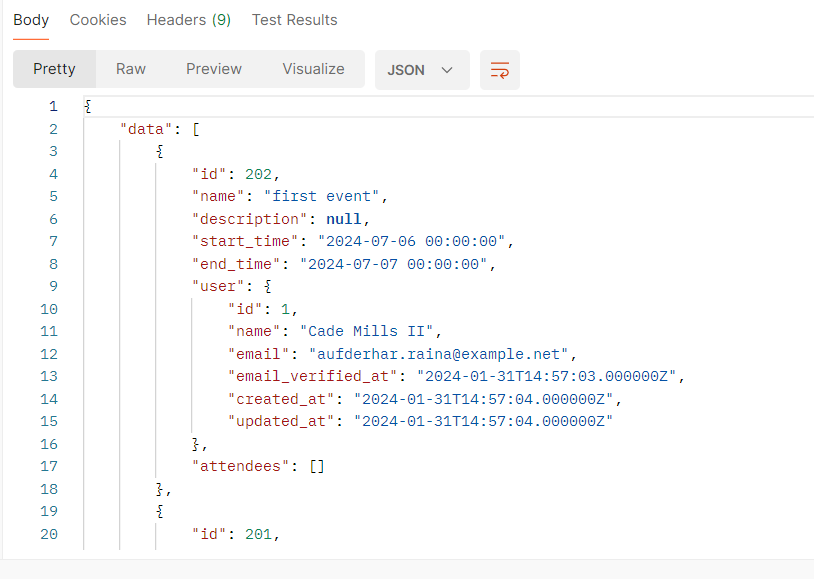 Body Cookies Headers (9) Test Results
Pretty Raw Preview Visualize JSON
1 {
2 "data": [
3 {
4 "id": 202,
5 "name": "first event",
6 "description": null,
7 "start_time": "2024-07-06 00:00:00",
8 "end_time": "2024-07-07 00:00:00",
9 "user": {
10 "id": 1,
11 "name": "Cade Mills II",
12 "email": "aufderhar.raina@example.net",
13 "email_verified_at": "2024-01-31T14:57:03.000000Z",
14 "created_at": "2024-01-31T14:57:04.000000Z",
15 "updated_at": "2024-01-31T14:57:04.000000Z"
16 },
17 "attendees": []
18 },
19 {
20 "id": 201,